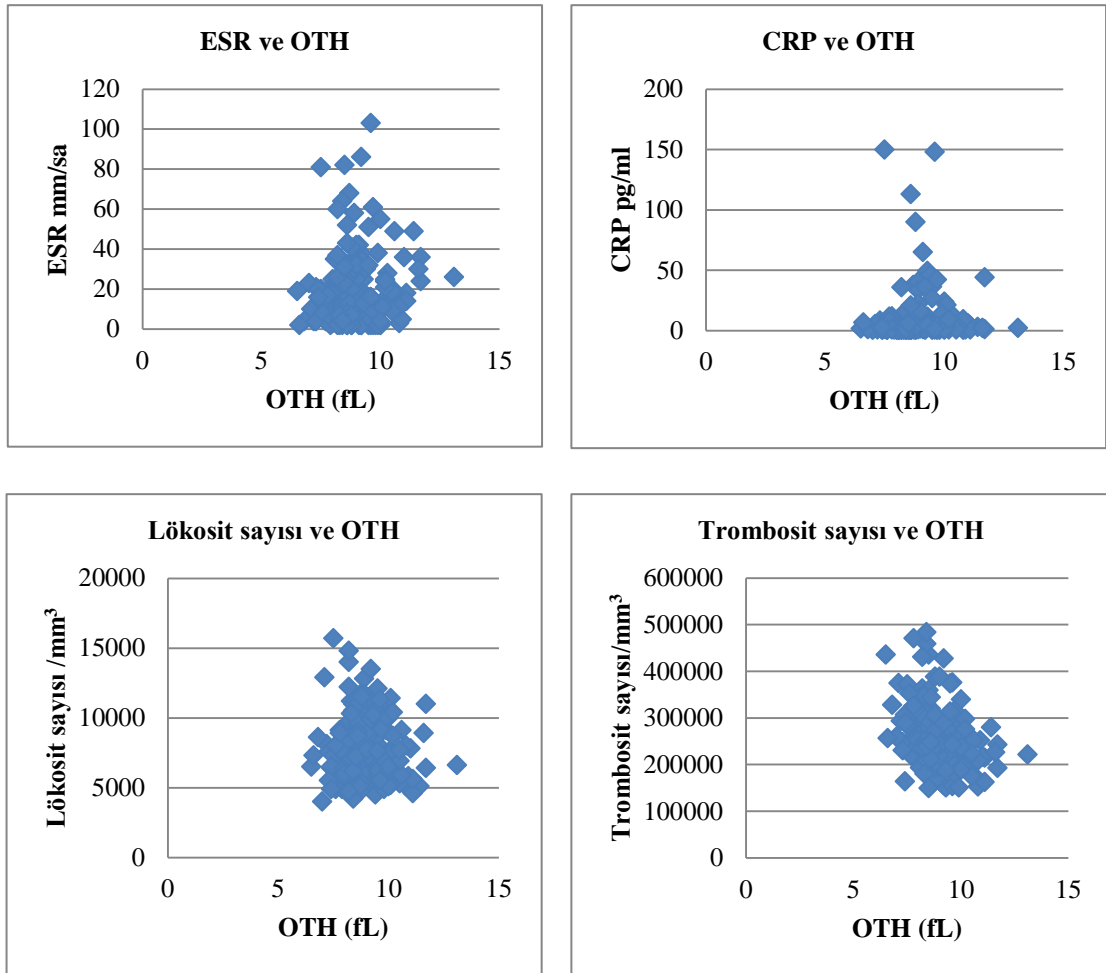 ESR ve OTH
ESR mm/sa
120
100
80
60
40
20
0
0 5 10 15
OTH (fL)
CRP ve OTH
CRP pg/ml
200
150
100
50
0
0 5 10 15
OTH (fL)
Lökosit sayısı ve OTH
Lökosit sayısı /mm³
20000
15000
10000
5000
0
0 5 10 15
OTH (fL)
Trombosit sayısı ve OTH
Trombosit sayısı/mm³
600000
500000
400000
300000
200000
100000
0
0 5 10 15
OTH (fL)